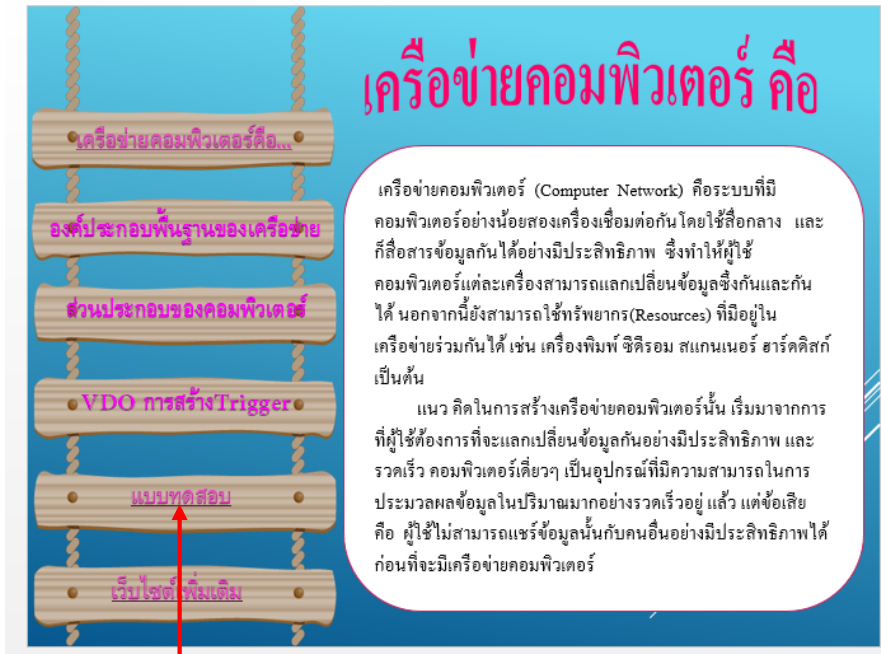 เครือข่ายคอมพิวเตอร์ คือ
เครือข่ายคอมพิวเตอร์คือ...
องค์ประกอบพื้นฐานของเครือข่าย
ส่วนประกอบของคอมพิวเตอร์
VDO การสร้างTrigger
แบบทดสอบ
เว็บไซต์เพิ่มเติม
เครือข่ายคอมพิวเตอร์ (Computer Network) คือระบบที่มี
คอมพิวเตอร์อย่างน้อยสองเครื่องเชื่อมต่อกันโดยใช้สื่อกลาง และ
ก็สื่อสารข้อมูลกันได้อย่างมีประสิทธิภาพ ซึ่งทำให้ผู้ใช้
คอมพิวเตอร์แต่ละเครื่องสามารถแลกเปลี่ยนข้อมูลซึ่งกันและกัน
ได้ นอกจากนี้ยังสามารถใช้ทรัพยากร(Resources) ที่มีอยู่ใน
เครือข่ายร่วมกันได้ เช่น เครื่องพิมพ์ ซิดีรอม สแกนเนอร์ ฮาร์ดดิสก์
เป็นต้น
แนว คิดในการสร้างเครือข่ายคอมพิวเตอร์นั้น เริ่มมาจากการ
ที่ผู้ใช้ต้องการที่จะแลกเปลี่ยนข้อมูลกันอย่างมีประสิทธิภาพ และ
รวดเร็ว คอมพิวเตอร์เดี่ยวๆ เป็นอุปกรณ์ที่มีความสามารถในการ
ประมวลผลข้อมูลในปริมาณมากอย่างรวดเร็วอยู่ แล้ว แต่ข้อเสีย
คือ ผู้ใช้ไม่สามารถแชร์ข้อมูลนั้นกับคนอื่นอย่างมีประสิทธิภาพได้
ก่อนที่จะมีเครือข่ายคอมพิวเตอร์